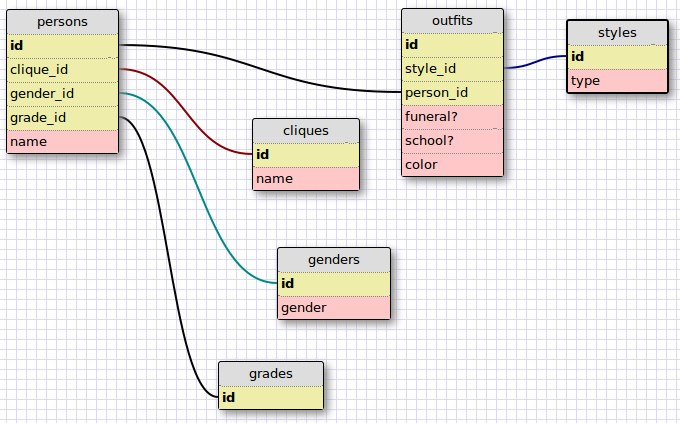 persons
id
clique_id
gender_id
grade_id
name
outfits
id
style_id
person_id
funeral?
school?
color
styles
id
type
cliques
id
name
genders
id
gender
grades
id